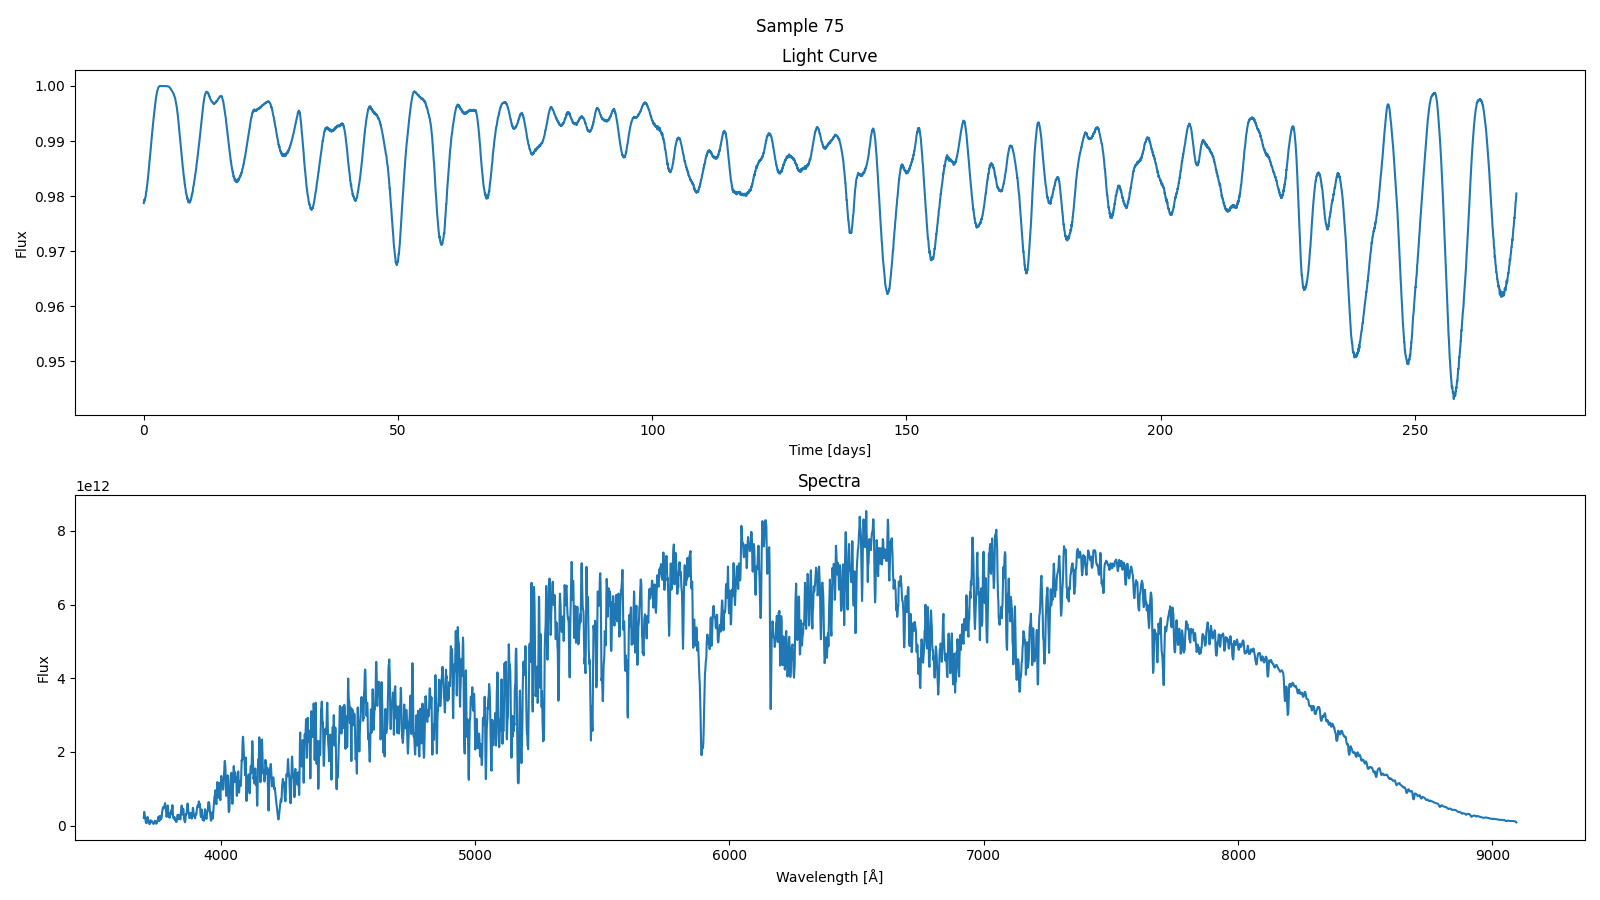 Sample 75
Light Curve
1.00
0.99
0.98
0.97
0.96
0.95
Flux
0 50 100 150 200 250
Time [days]
Spectra
1e12
8
6
4
2
0
Flux
4000 5000 6000 7000 8000 9000
Wavelength [Å]